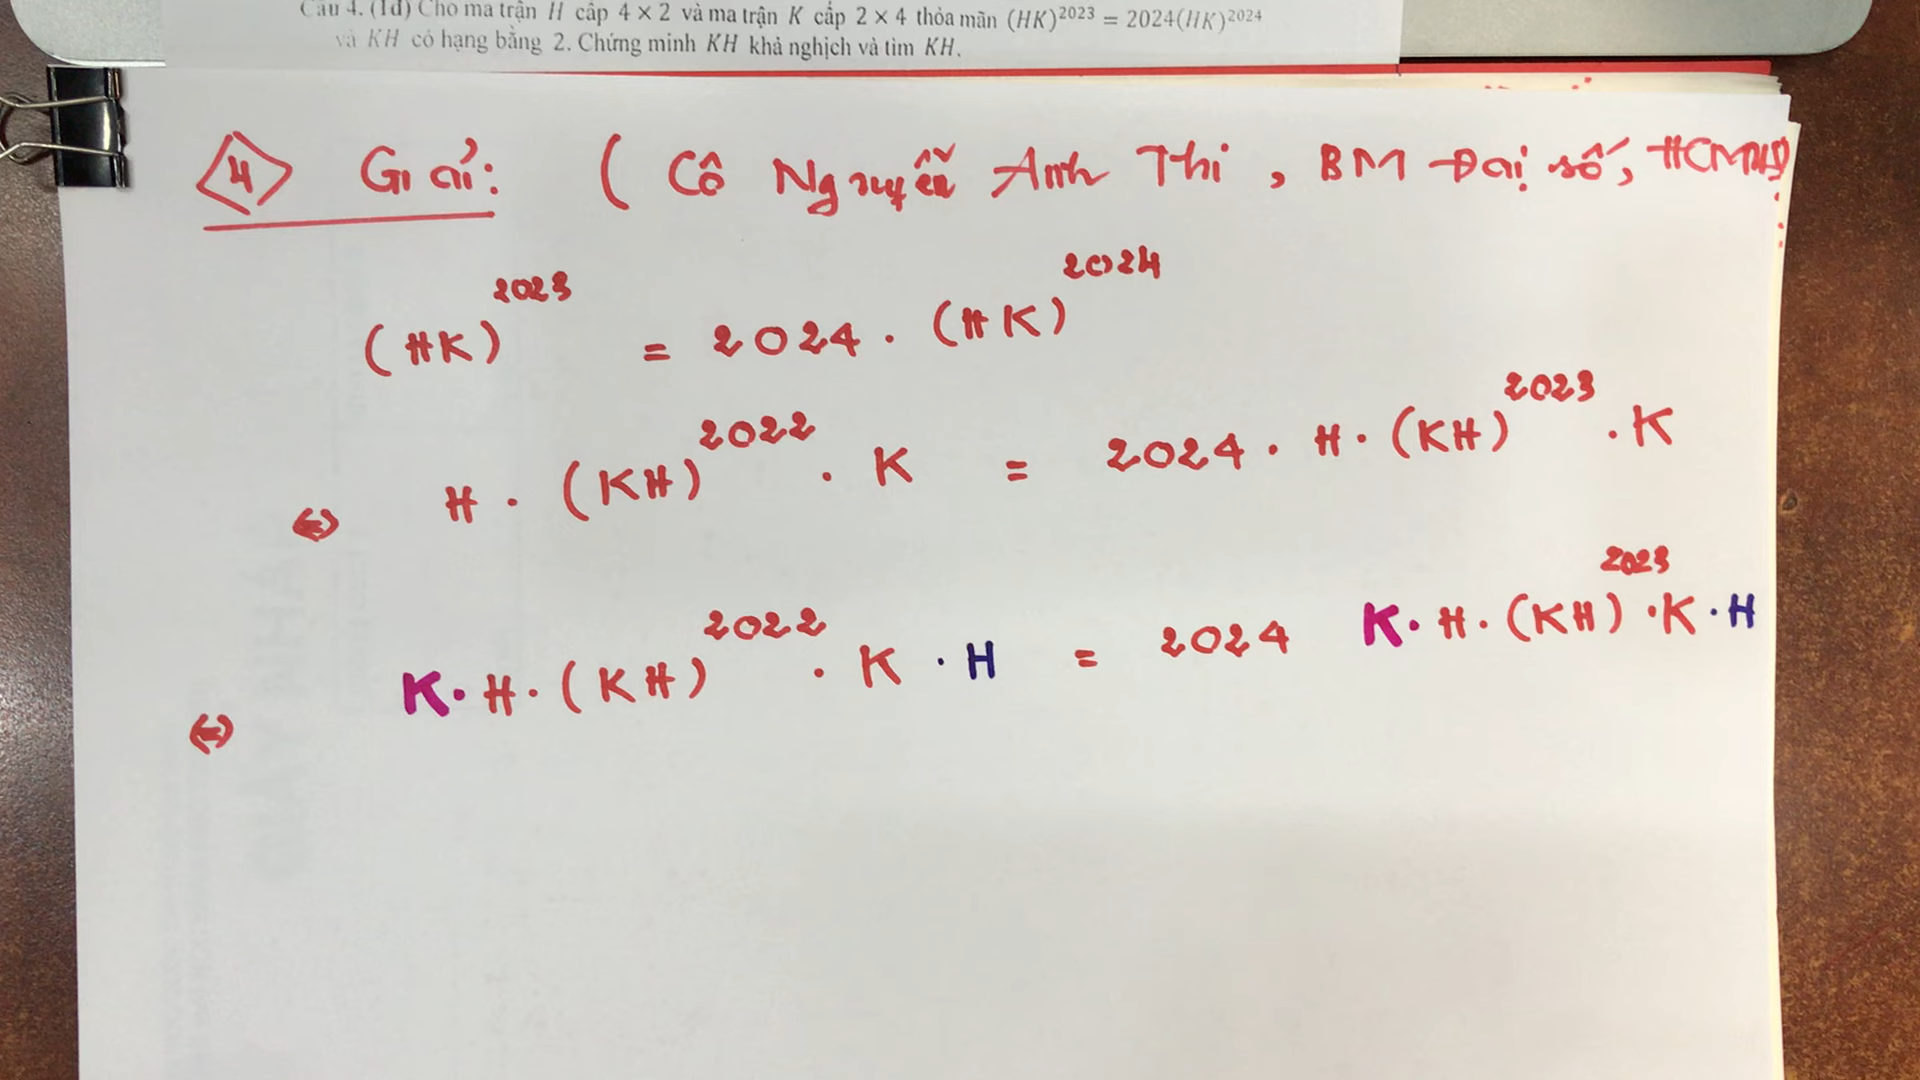 Câu 4. (1đ) Cho ma trận H cấp 4 × 2 và ma trận K cấp 2 × 4 thỏa mãn (HK)²⁰²³ = 2024(HK)²⁰²⁴
và KH có hạng bằng 2. Chứng minh KH khả nghịch và tìm KH.
4 Giải: ( Cô Nguyễn Anh Thi , BM Đại số,
(HK)²⁰²³ = 2024 . (HK)²⁰²⁴
⇔ H . (KH)²⁰²² . K = 2024 . H . (KH)²⁰²³ . K
⇔ K . H . (KH)²⁰²² . K . H = 2024 K . H . (KH)²⁰²³ . K . H